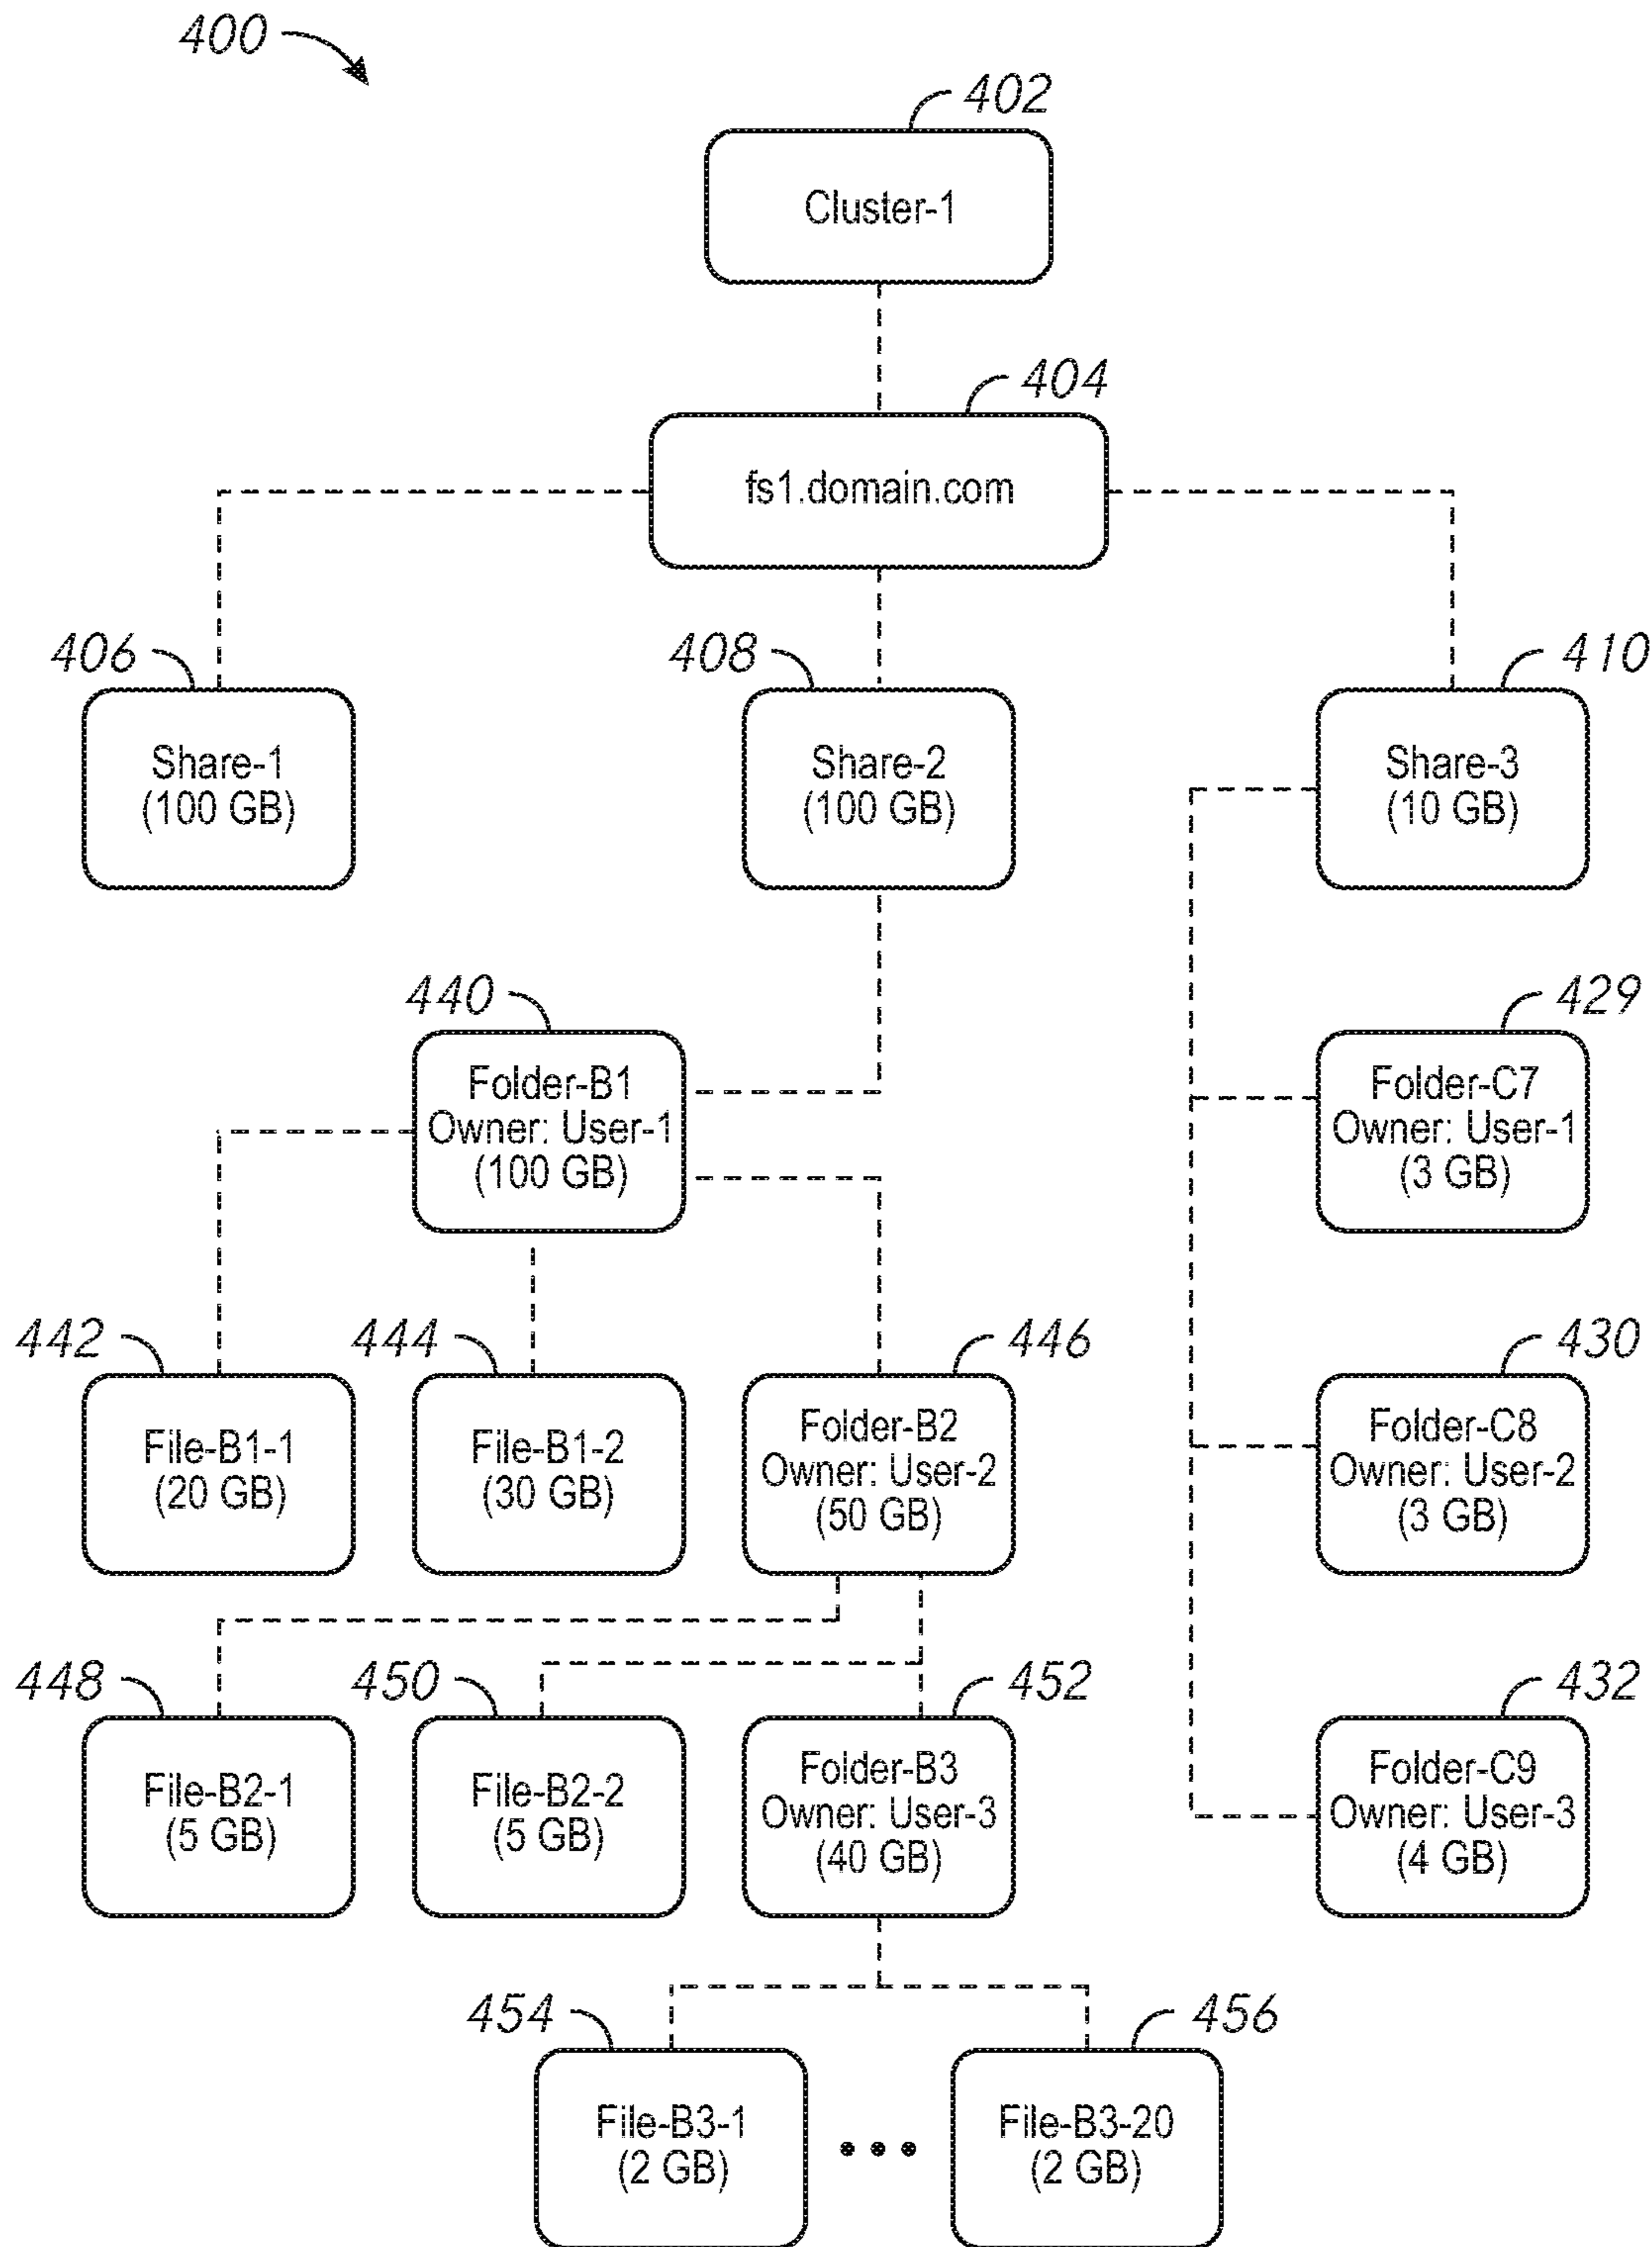 400
402
Cluster-1
404
fs1.domain.com
406
408
410
Share-1
(100 GB)
Share-2
(100 GB)
Share-3
(10 GB)
440
429
Folder-B1
Owner: User-1
(100 GB)
Folder-C7
Owner: User-1
(3 GB)
442
444
446
430
File-B1-1
(20 GB)
File-B1-2
(30 GB)
Folder-B2
Owner: User-2
(50 GB)
Folder-C8
Owner: User-2
(3 GB)
448
450
452
432
File-B2-1
(5 GB)
File-B2-2
(5 GB)
Folder-B3
Owner: User-3
(40 GB)
Folder-C9
Owner: User-3
(4 GB)
454
456
File-B3-1
(2 GB)
File-B3-20
(2 GB)